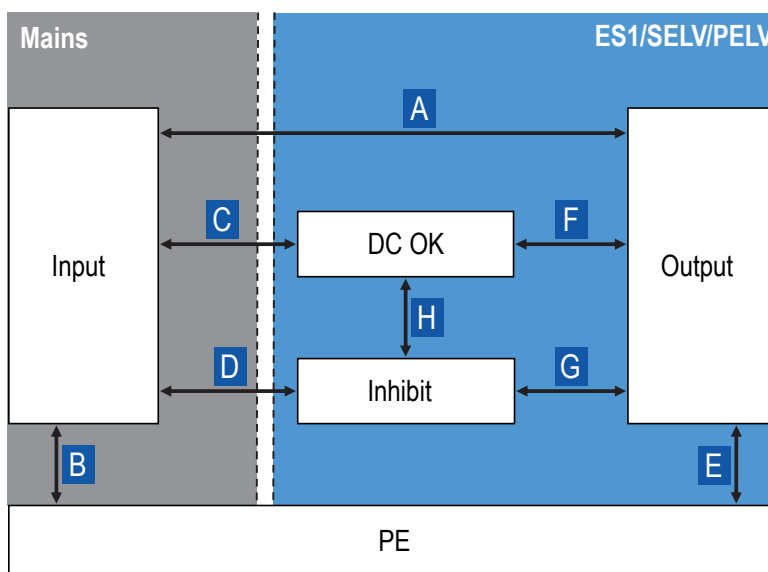 Mains
ES1/SELV/PELV
A
C
F
Input
DC OK
Output
H
D
G
Inhibit
B
E
PE